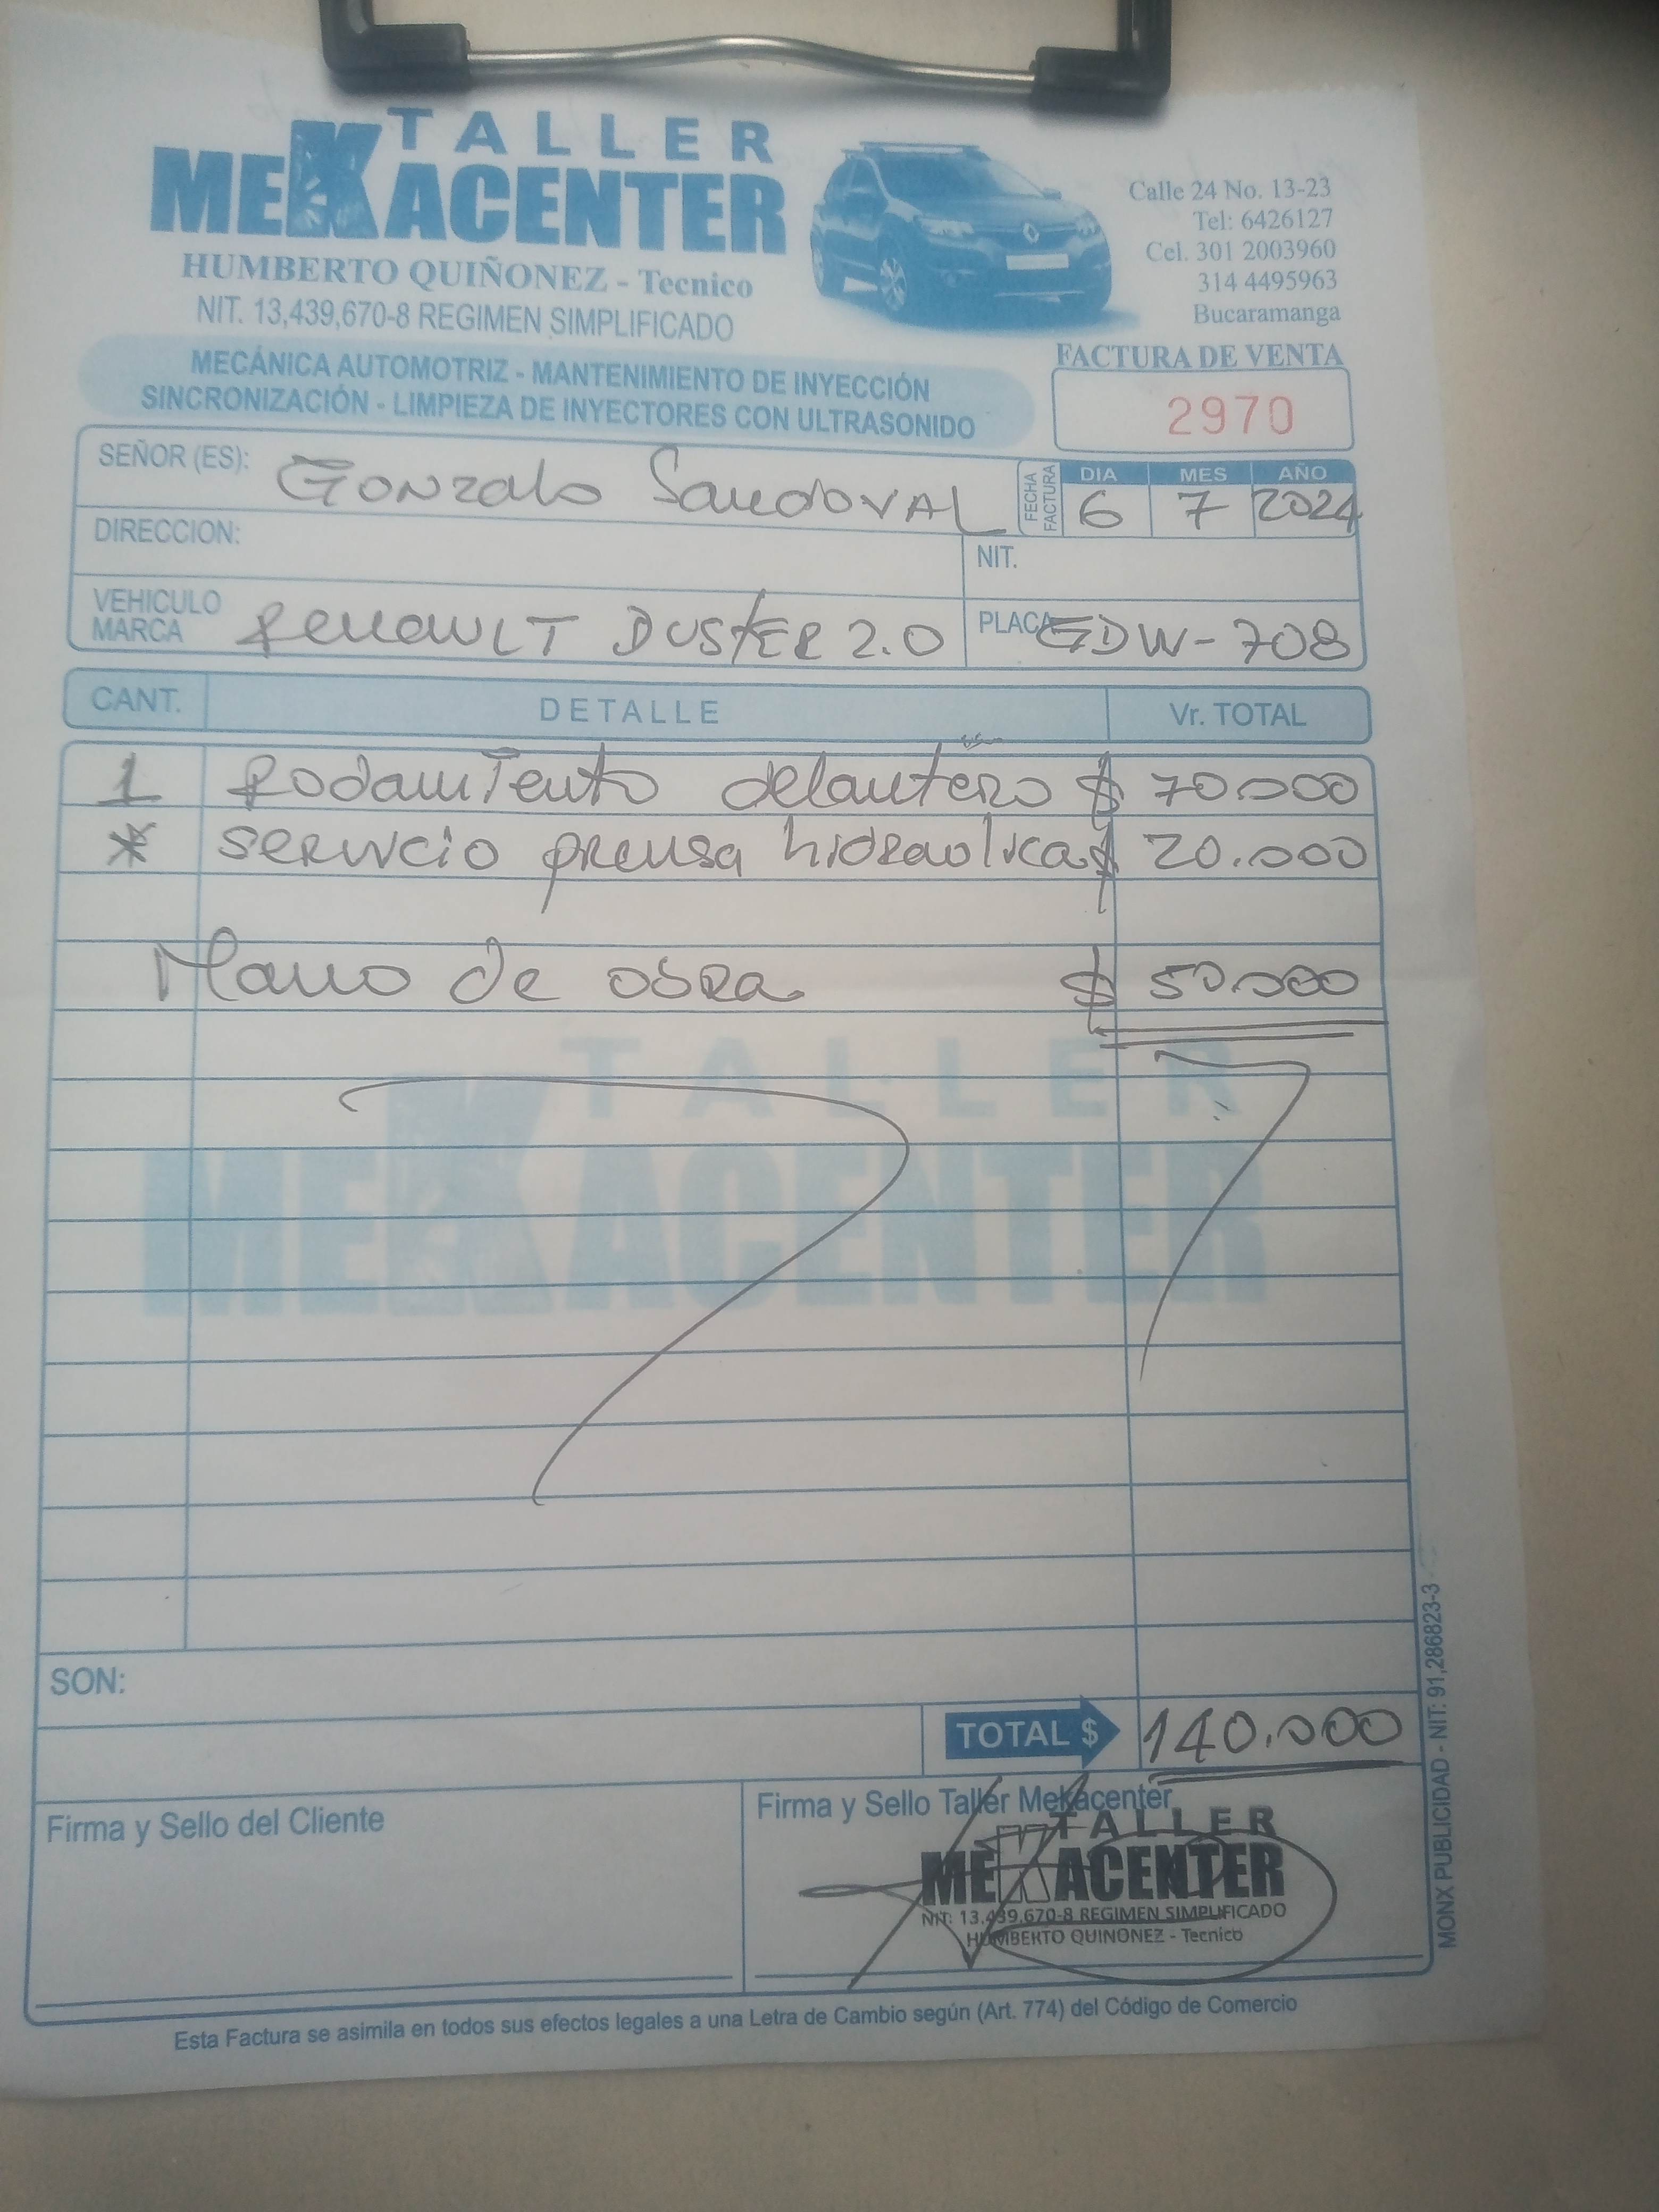 TALLER
MEKACENTER
HUMBERTO QUIÑONEZ - Tecnico
NIT. 13,439,670-8 REGIMEN SIMPLIFICADO
Calle 24 No. 13-23
Tel: 6426127
Cel. 301 2003960
314 4495963
Bucaramanga
MECÁNICA AUTOMOTRIZ - MANTENIMIENTO DE INYECCIÓN
SINCRONIZACIÓN - LIMPIEZA DE INYECTORES CON ULTRASONIDO
FACTURA DE VENTA
2970
SEÑOR (ES): Gonzalo Sandoval
FECHA FACTURA
DIA MES AÑO
6 7 2024
DIRECCION:
NIT.
VEHICULO MARCA Renault Duster 2.0
PLACA GDW-708
CANT. DETALLE Vr. TOTAL
1 Rodamiento delantero $ 70.000
* servicio prensa hidraulica $ 20.000
Mano de obra $ 50.000
TALLER
MEKACENTER
SON:
TOTAL $ 140.000
Firma y Sello del Cliente
Firma y Sello Taller Mekacenter
TALLER
MEKACENTER
NIT: 13.439.670-8 REGIMEN SIMPLIFICADO
HUMBERTO QUIÑONEZ - Tecnico
Esta Factura se asimila en todos sus efectos legales a una Letra de Cambio según (Art. 774) del Código de Comercio
MONX PUBLICIDAD - NIT: 91,286823-3